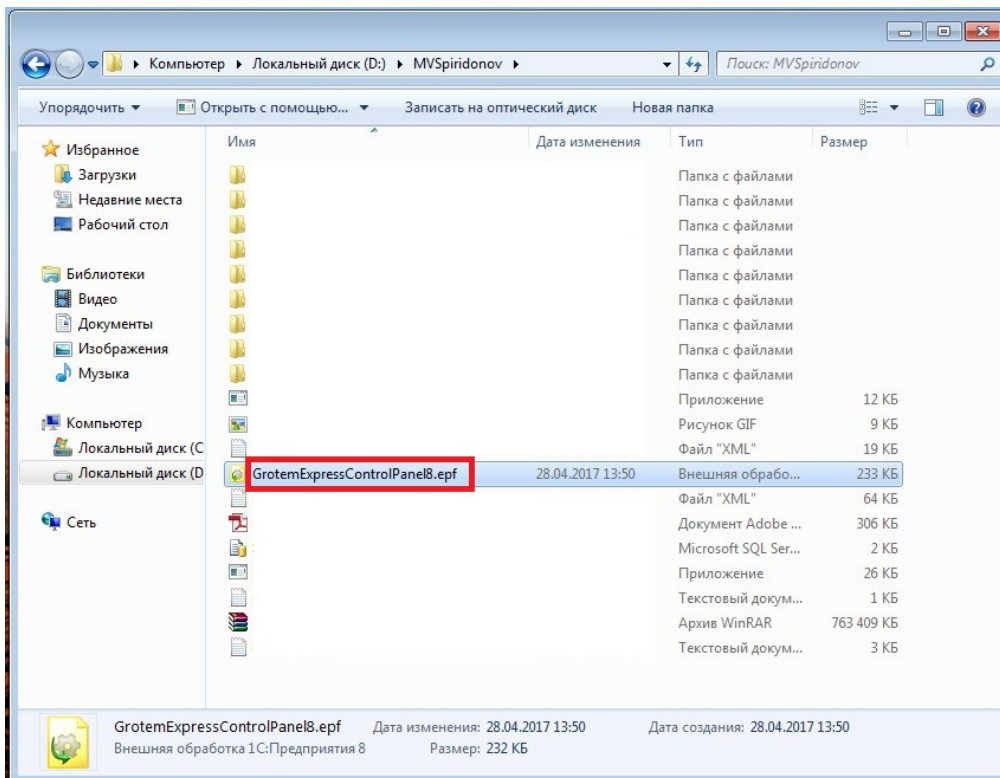 Компьютер ▸ Локальный диск (D:) ▸ MVSpiridonov ▸
Поиск: MVSpiridonov
Упорядочить Открыть с помощью... Записать на оптический диск Новая папка
Имя Дата изменения Тип Размер
Избранное
Загрузки Папка с файлами
Недавние места Папка с файлами
Рабочий стол Папка с файлами
Папка с файлами
Библиотеки Папка с файлами
Видео Папка с файлами
Документы Папка с файлами
Изображения Папка с файлами
Музыка Папка с файлами
Приложение 12 КБ
Компьютер Рисунок GIF 9 КБ
Локальный диск (C Файл "XML" 19 КБ
Локальный диск (D GrotemExpressControlPanel8.epf 28.04.2017 13:50 Внешняя обрабо... 233 КБ
Файл "XML" 64 КБ
Сеть Документ Adobe ... 306 КБ
Microsoft SQL Ser... 2 КБ
Приложение 26 КБ
Текстовый докум... 1 КБ
Архив WinRAR 763 409 КБ
Текстовый докум... 3 КБ
GrotemExpressControlPanel8.epf Дата изменения: 28.04.2017 13:50 Дата создания: 28.04.2017 13:50
Внешняя обработка 1С:Предприятия 8 Размер: 232 КБ